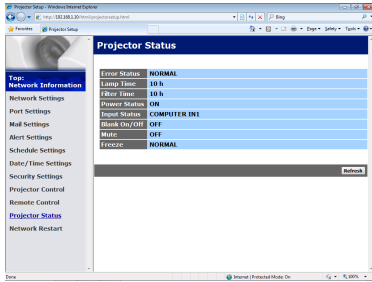 Projector Setup - Windows Internet Explorer
http://192.168.1.10/html/projectorsetup.html
Bing
Favorites
Projector Setup
Page
Safety
Tools
Projector Status
Top:
Network Information
Network Settings
Port Settings
Mail Settings
Alert Settings
Schedule Settings
Date/Time Settings
Security Settings
Projector Control
Remote Control
Projector Status
Network Restart
Error Status NORMAL
Lamp Time 10 h
Filter Time 10 h
Power Status ON
Input Status COMPUTER IN1
Blank On/Off OFF
Mute OFF
Freeze NORMAL
Refresh
Done
Internet | Protected Mode: On
100%